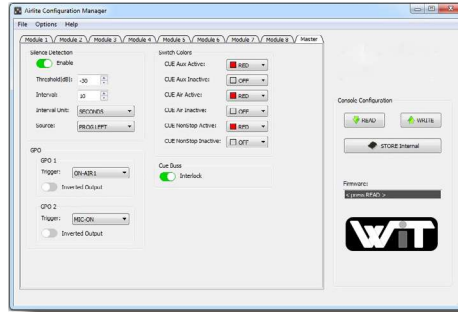 Airlite Configuration Manager
File Options Help
Module 1 Module 2 Module 3 Module 4 Module 5 Module 6 Module 7 Module 8 Master
Silence Detection
Enable
Threshold(dB): -30
Interval: 10
Interval Unit: SECONDS
Source: PROG LEFT
GPO
GPO 1
Trigger: ON-AIR1
Inverted Output
GPO 2
Trigger: MIC-ON
Inverted Output
Switch Colors
CUE Aux Active: RED
CUE Aux Inactive: OFF
CUE Air Active: RED
CUE Air Inactive: OFF
CUE NonStop Active: RED
CUE NonStop Inactive: OFF
Cue Buss
Interlock
Console Configuration
READ WRITE
STORE Internal
Firmware:
< press READ >
WiT